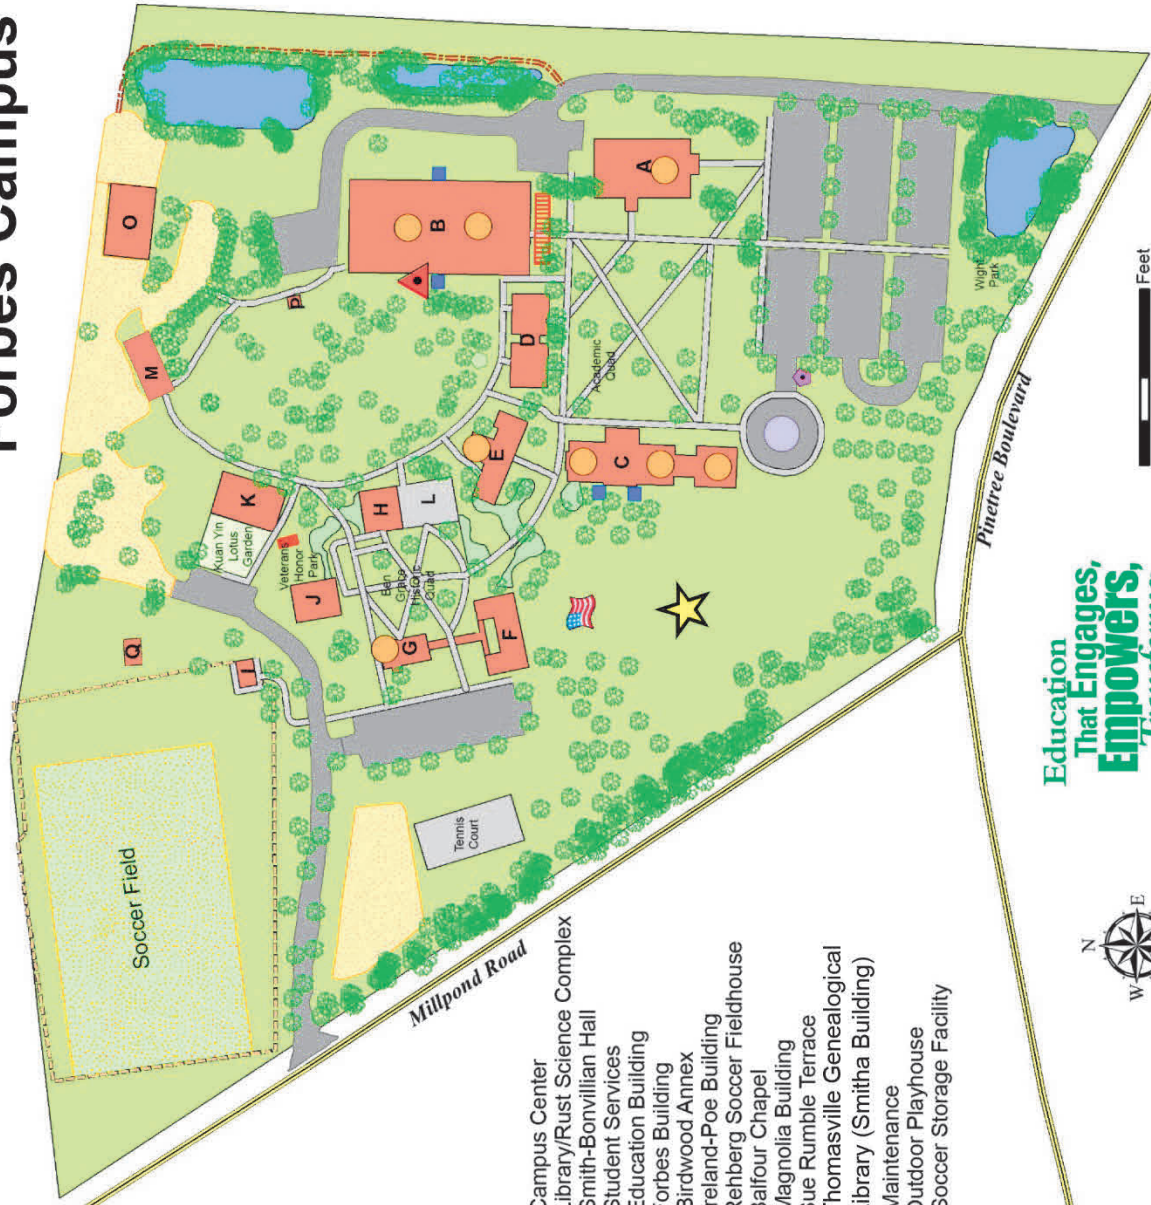 Forbes Campus
O
B
A
P
M
D
Academic
Quad
Wight
Park
K
Kuan Yin
Lotus
Garden
Veterans
Honor
Park
H
L
E
C
J
Ben
Grace
Historic
Quad
G
F
Q
I
Soccer Field
Tennis
Court
Millpond Road
Pinetree Boulevard
Feet
Education
That Engages,
Empowers,
N
W
E
Campus Center
Library/Rust Science Complex
Smith-Bonvillian Hall
Student Services
Education Building
Forbes Building
Birdwood Annex
Ireland-Poe Building
Rehberg Soccer Fieldhouse
Balfour Chapel
Magnolia Building
Sue Rumble Terrace
Thomasville Genealogical
Library (Smitha Building)
Maintenance
Outdoor Playhouse
Soccer Storage Facility